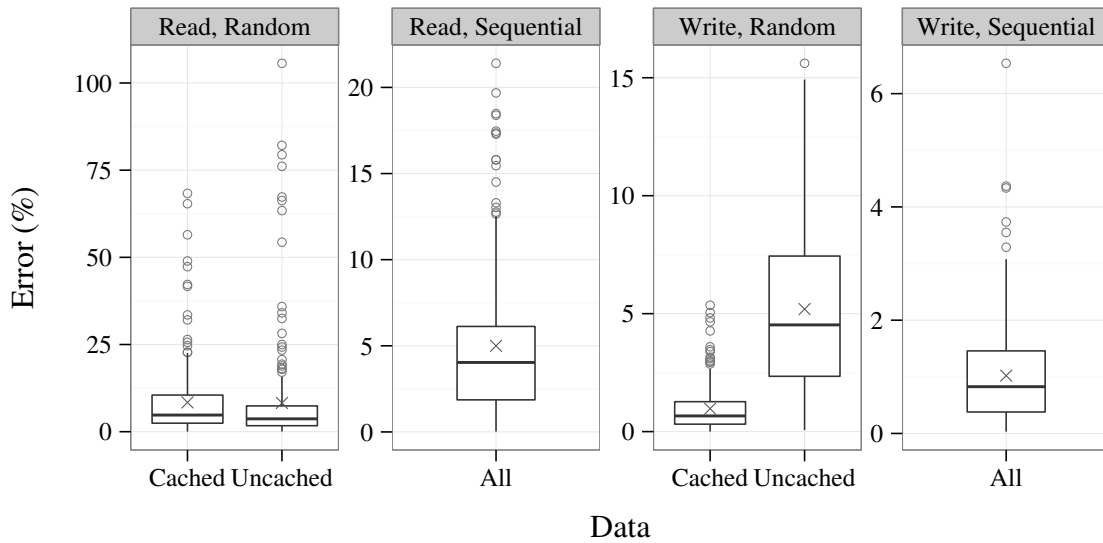 Read, Random
Read, Sequential
Write, Random
Write, Sequential
Error (%)
100
75
50
25
0
20
15
10
5
0
15
10
5
0
6
4
2
0
Cached Uncached
All
Cached Uncached
All
Data